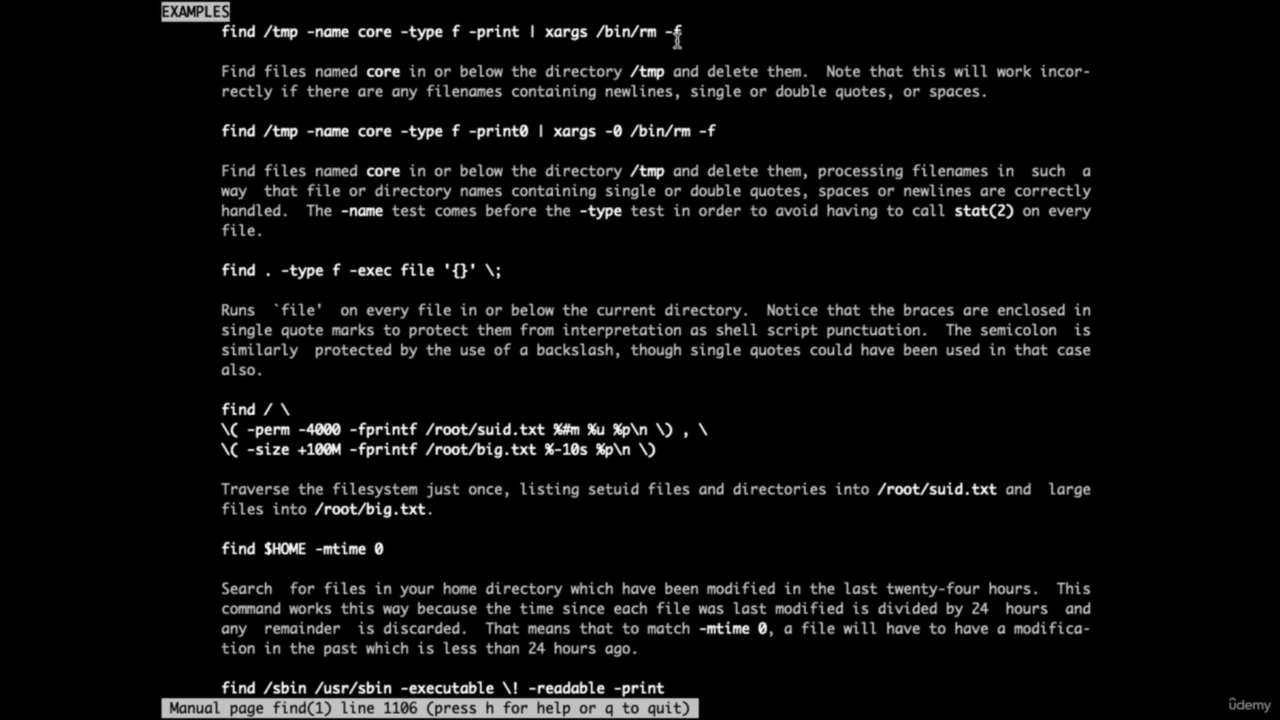 EXAMPLES
find /tmp -name core -type f -print | xargs /bin/rm -f
Find files named core in or below the directory /tmp and delete them.  Note that this will work incor-
rectly if there are any filenames containing newlines, single or double quotes, or spaces.
find /tmp -name core -type f -print0 | xargs -0 /bin/rm -f
Find files named core in or below the directory /tmp and delete them, processing filenames in  such  a
way  that file or directory names containing single or double quotes, spaces or newlines are correctly
handled.  The -name test comes before the -type test in order to avoid having to call stat(2) on every
file.
find . -type f -exec file '{}' \;
Runs  `file'  on every file in or below the current directory.  Notice that the braces are enclosed in
single quote marks to protect them from interpretation as shell script punctuation.  The semicolon  is
similarly  protected by the use of a backslash, though single quotes could have been used in that case
also.
find / \
\( -perm -4000 -fprintf /root/suid.txt %#m %u %p\n \) , \
\( -size +100M -fprintf /root/big.txt %-10s %p\n \)
Traverse the filesystem just once, listing setuid files and directories into /root/suid.txt and  large
files into /root/big.txt.
find $HOME -mtime 0
Search  for files in your home directory which have been modified in the last twenty-four hours.  This
command works this way because the time since each file was last modified is divided by 24  hours  and
any  remainder  is discarded.  That means that to match -mtime 0, a file will have to have a modifica-
tion in the past which is less than 24 hours ago.
find /sbin /usr/sbin -executable \! -readable -print
Manual page find(1) line 1106 (press h for help or q to quit)
ûdemy